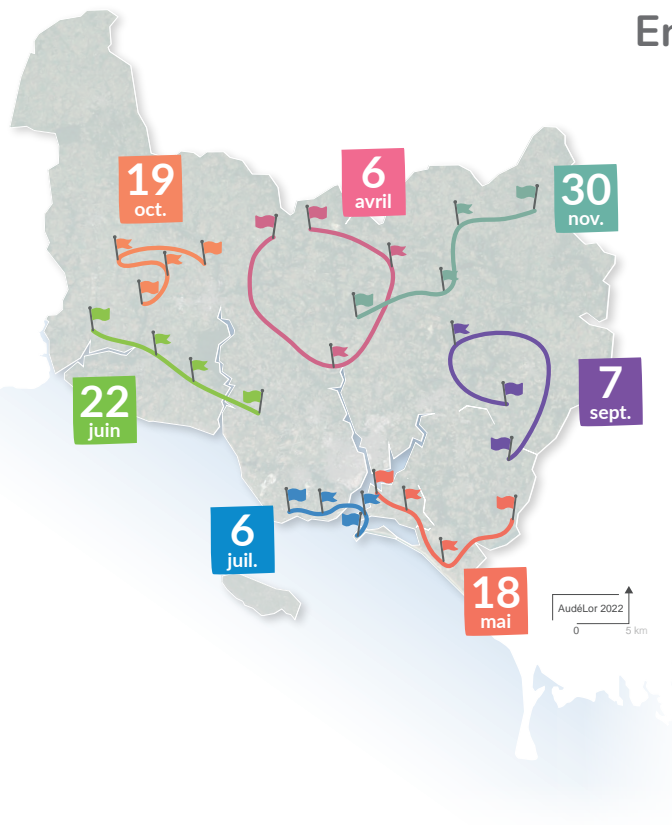 En
19
oct.
6
avril
30
nov.
22
juin
7
sept.
6
juil.
18
mai
AudéLor 2022
0 5 km